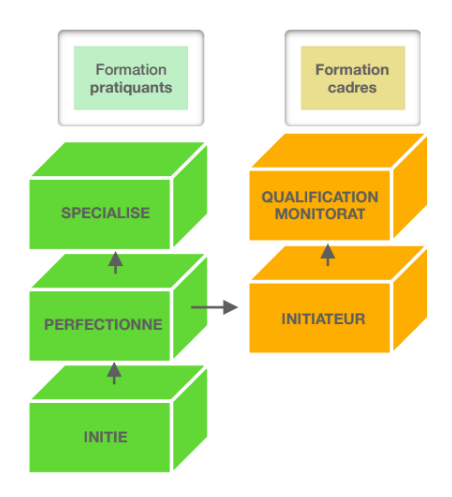 Formation
pratiquants
Formation
cadres
SPECIALISE
QUALIFICATION
MONITORAT
PERFECTIONNE
INITIATEUR
INITIE